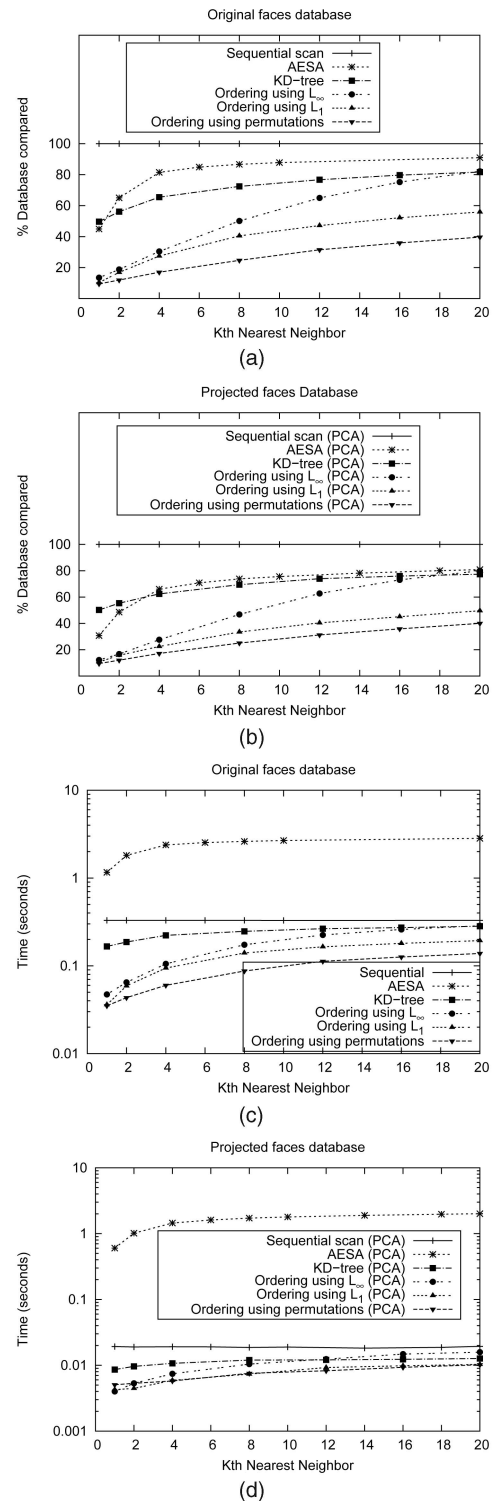 Original faces database
Sequential scan
AESA
KD-tree
Ordering using L∞
Ordering using L1
Ordering using permutations
100
80
60
40
20
% Database compared
0 2 4 6 8 10 12 14 16 18 20
Kth Nearest Neighbor
(a)
Projected faces Database
Sequential scan (PCA)
AESA (PCA)
KD-tree (PCA)
Ordering using L∞ (PCA)
Ordering using L1 (PCA)
Ordering using permutations (PCA)
100
80
60
40
20
% Database compared
0 2 4 6 8 10 12 14 16 18 20
Kth Nearest Neighbor
(b)
Original faces database
10
1
0.1
0.01
Time (seconds)
Sequential
AESA
KD-tree
Ordering using L∞
Ordering using L1
Ordering using permutations
0 2 4 6 8 10 12 14 16 18 20
Kth Nearest Neighbor
(c)
Projected faces database
10
1
0.1
0.01
0.001
Time (seconds)
Sequential scan (PCA)
AESA (PCA)
KD-tree (PCA)
Ordering using L∞ (PCA)
Ordering using L1 (PCA)
Ordering using permutations (PCA)
0 2 4 6 8 10 12 14 16 18 20
Kth Nearest Neighbor
(d)